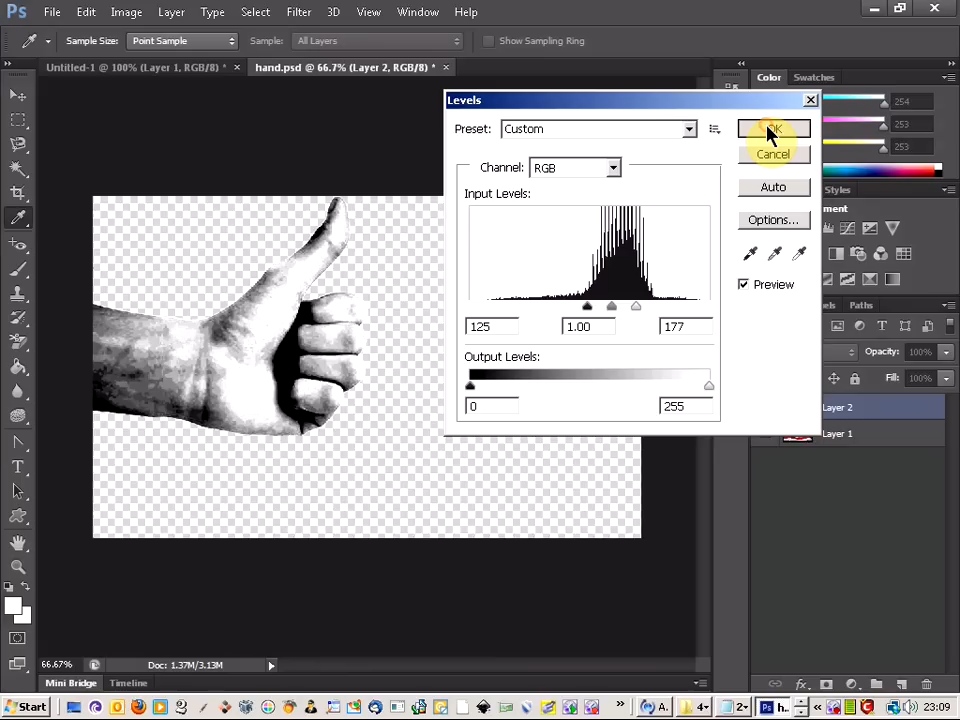 Ps File Edit Image Layer Type Select Filter 3D View Window Help
Sample Size: Point Sample Sample: All Layers Show Sampling Ring
Untitled-1 @ 100% (Layer 1, RGB/8) * × hand.psd @ 66.7% (Layer 2, RGB/8) * ×
Color Swatches
254
253
253
Levels
Preset: Custom
OK
Cancel
Channel: RGB
Auto
Input Levels:
Styles
Options...
Preview
125 1.00 177
Paths
Output Levels:
Opacity: 100%
Fill: 100%
0 255
Layer 2
Layer 1
66.67% Doc: 1.37M/3.13M
Mini Bridge Timeline
Start A. 4 h. 2 23:09